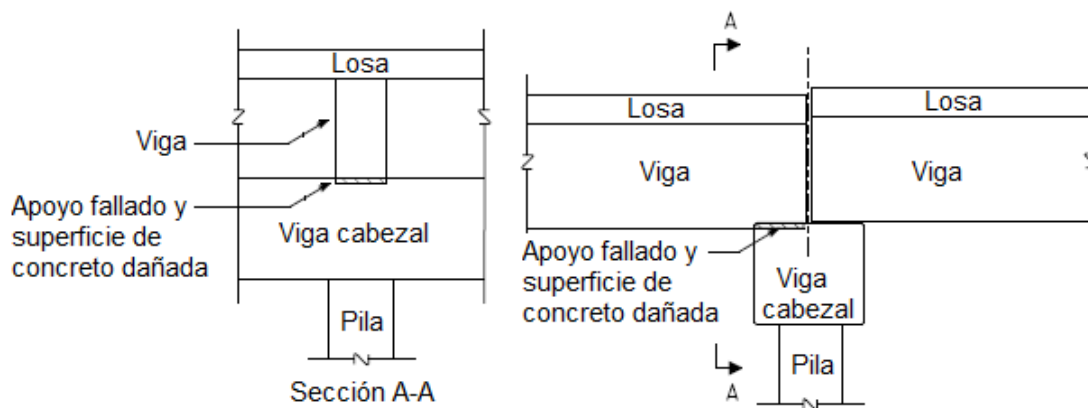 Losa
Viga
Apoyo fallado y
superficie de
concreto dañada
Viga cabezal
Pila
Sección A-A
A
Losa
Losa
Viga
Viga
Apoyo fallado y
superficie de
concreto dañada
Viga
cabezal
Pila
A